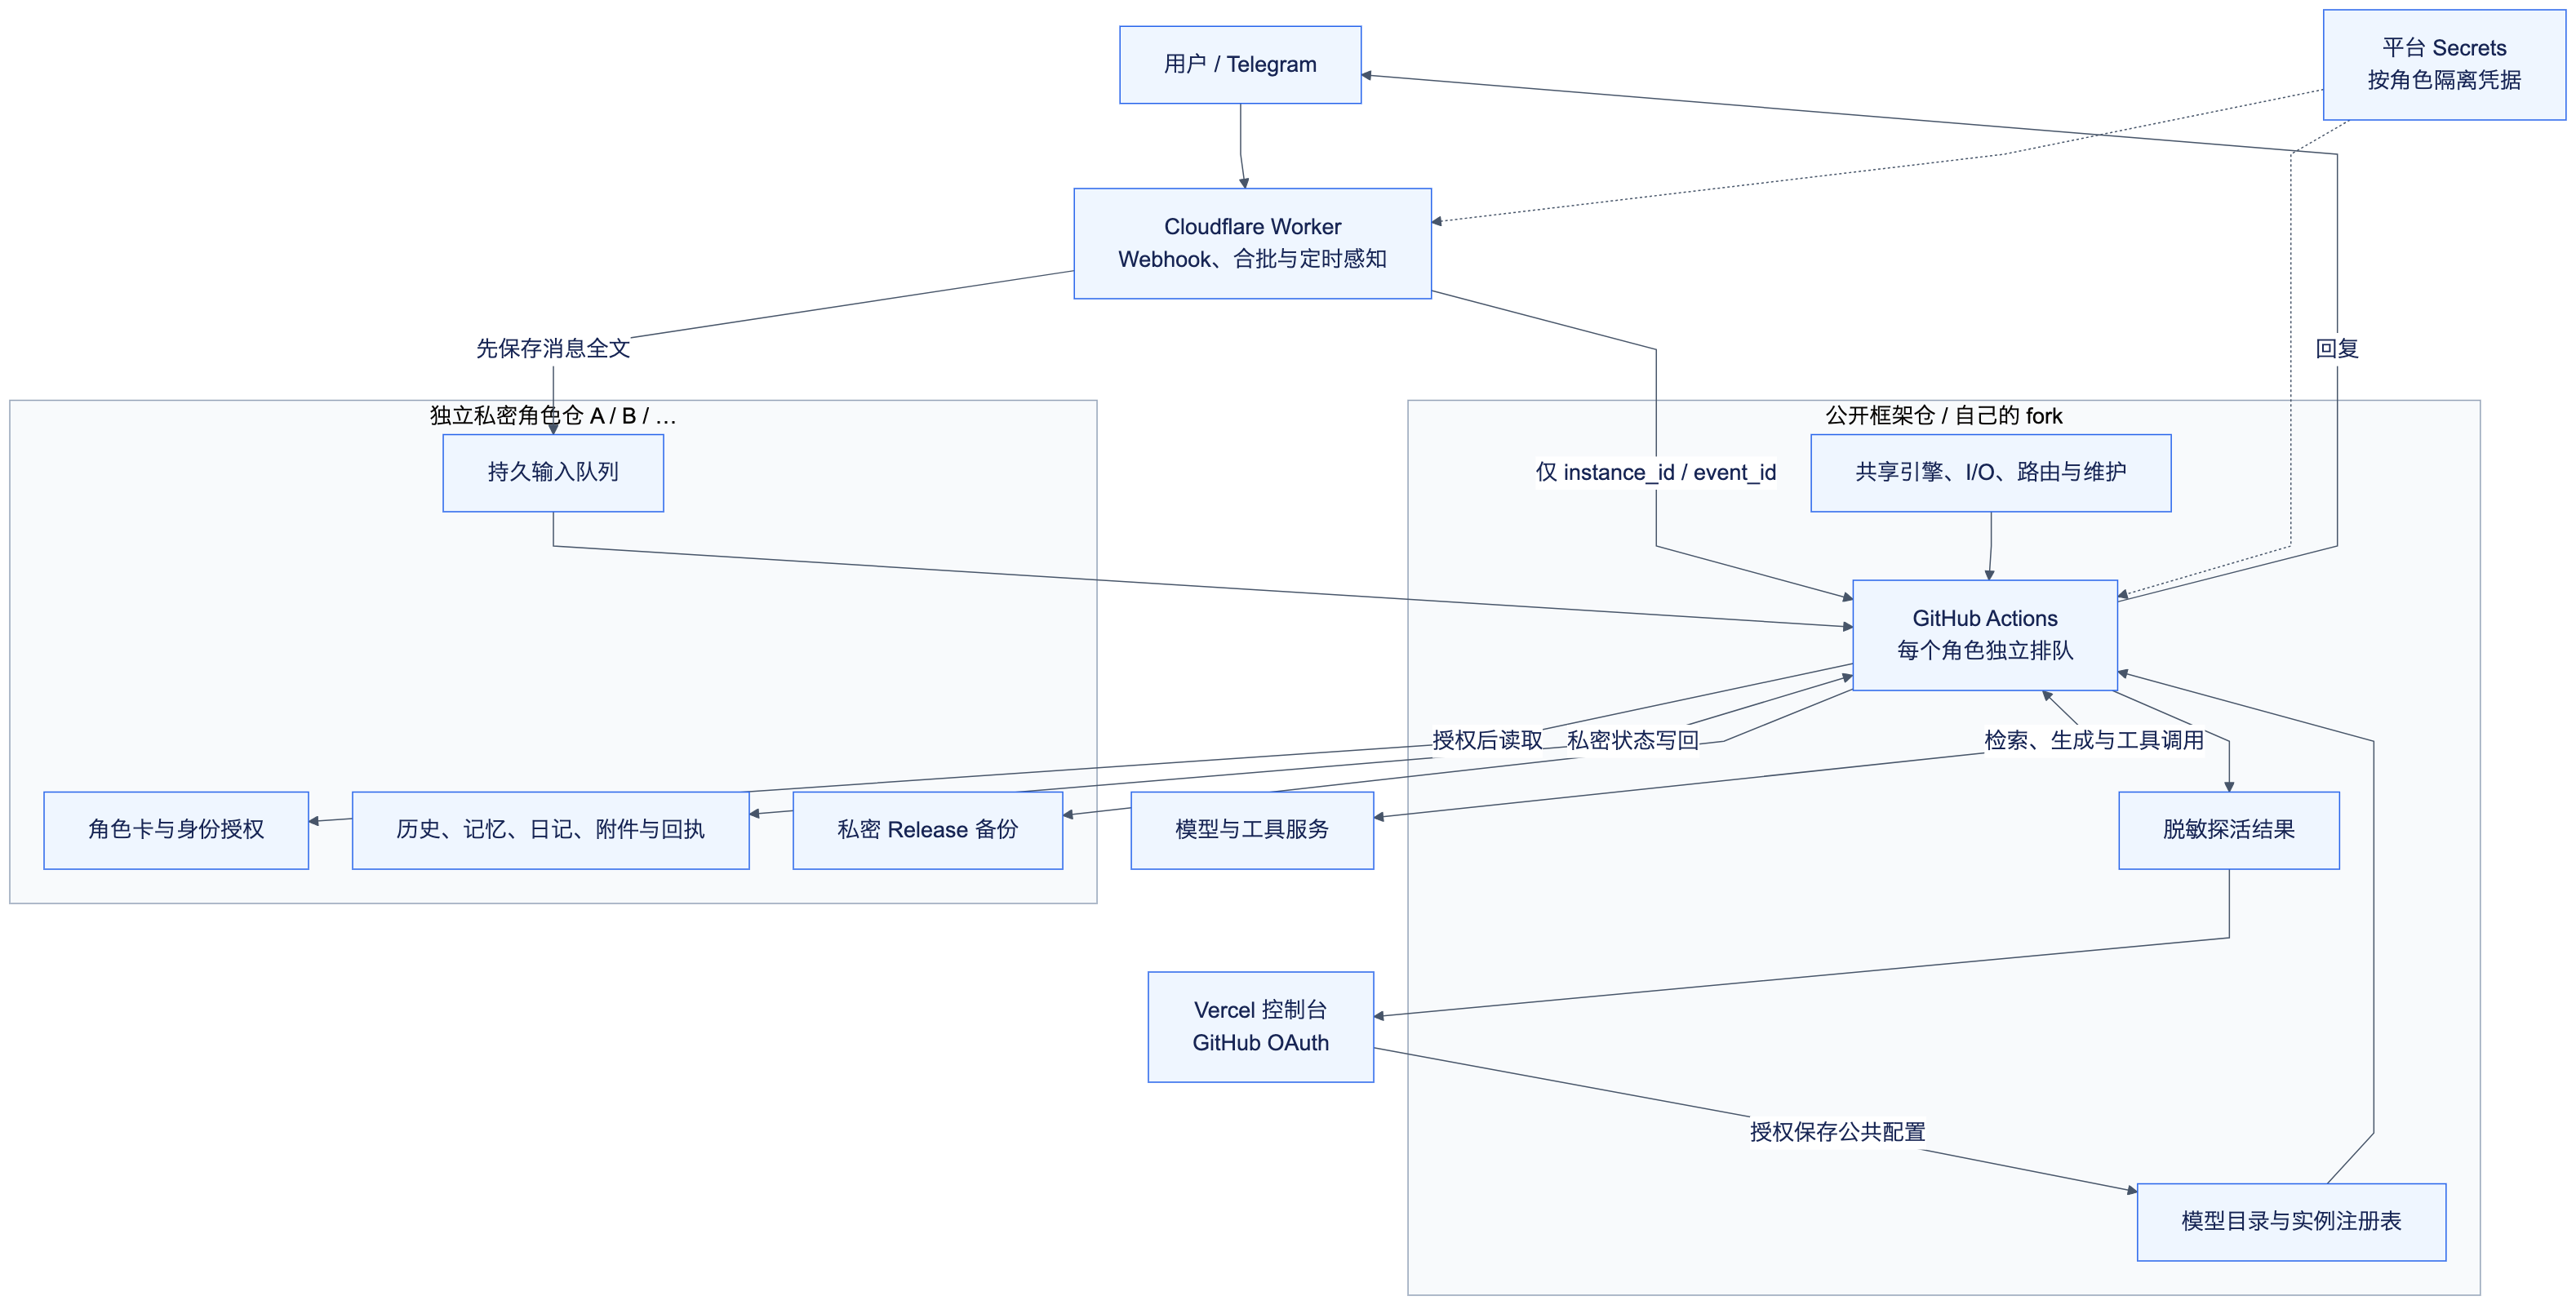 用户 / Telegram
平台 Secrets
按角色隔离凭据
Cloudflare Worker
Webhook、合批与定时感知
先保存消息全文
回复
独立私密角色仓 A / B / …
公开框架仓 / 自己的 fork
持久输入队列
仅 instance_id / event_id
共享引擎、I/O、路由与维护
GitHub Actions
每个角色独立排队
授权后读取
私密状态写回
检索、生成与工具调用
角色卡与身份授权
历史、记忆、日记、附件与回执
私密 Release 备份
模型与工具服务
脱敏探活结果
Vercel 控制台
GitHub OAuth
授权保存公共配置
模型目录与实例注册表